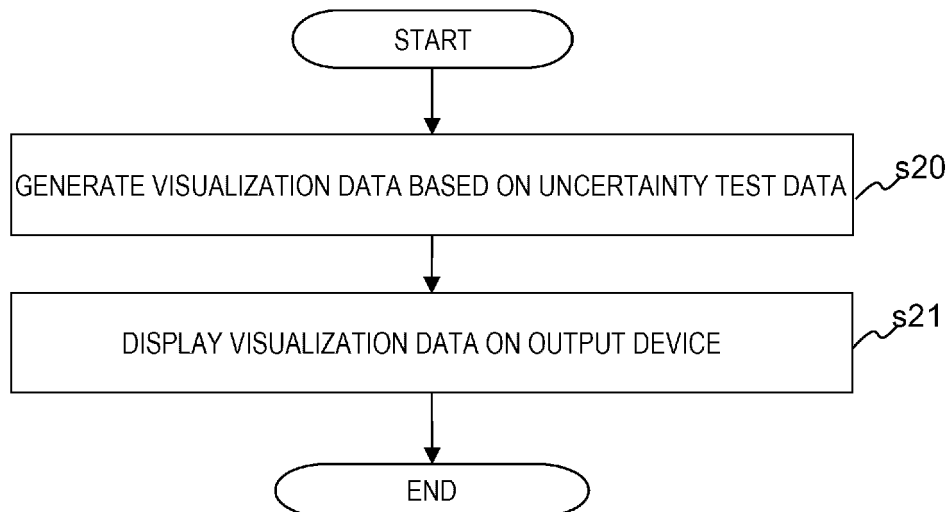 START
GENERATE VISUALIZATION DATA BASED ON UNCERTAINTY TEST DATA
s20
DISPLAY VISUALIZATION DATA ON OUTPUT DEVICE
s21
END